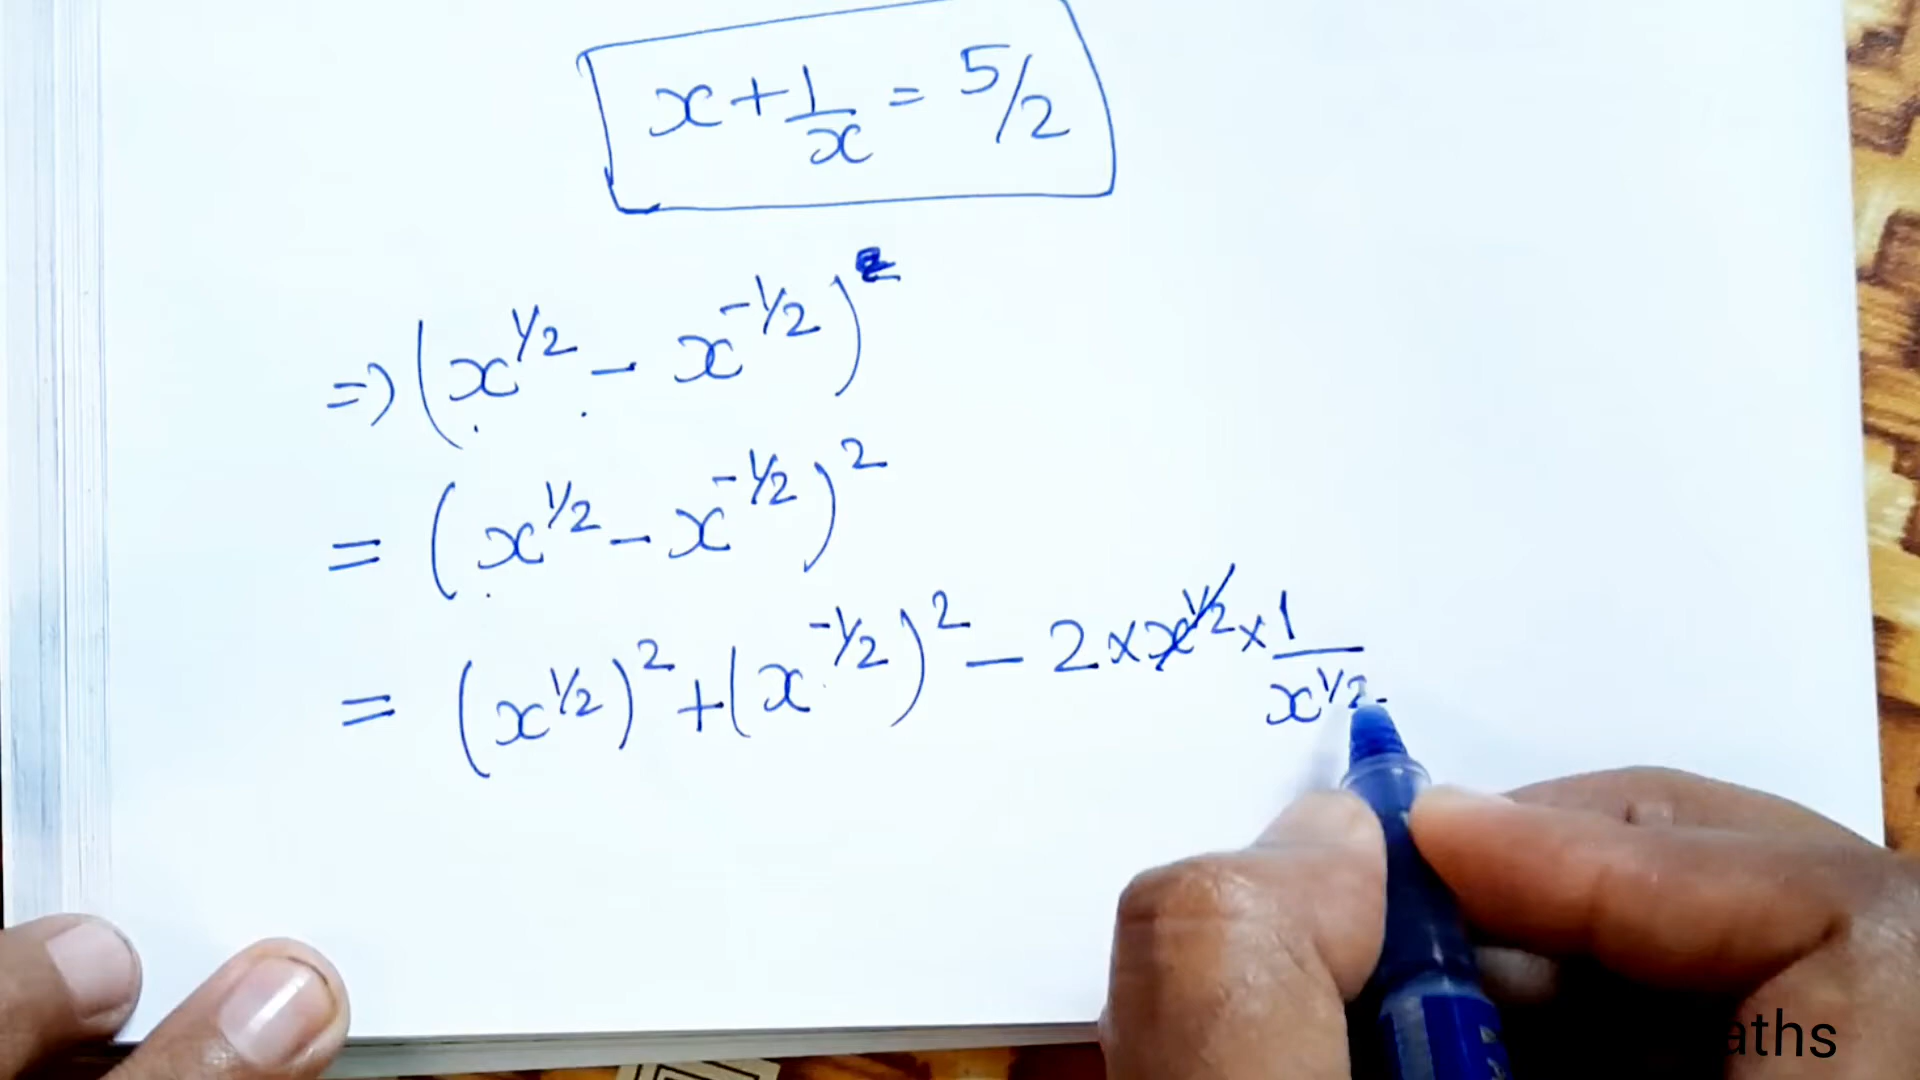 x + 1/x = 5/2
=> (x^1/2 - x^-1/2)^2
= (x^1/2 - x^-1/2)^2
= (x^1/2)^2 + (x^-1/2)^2 - 2 × x^1/2 × 1/x^1/2
aths